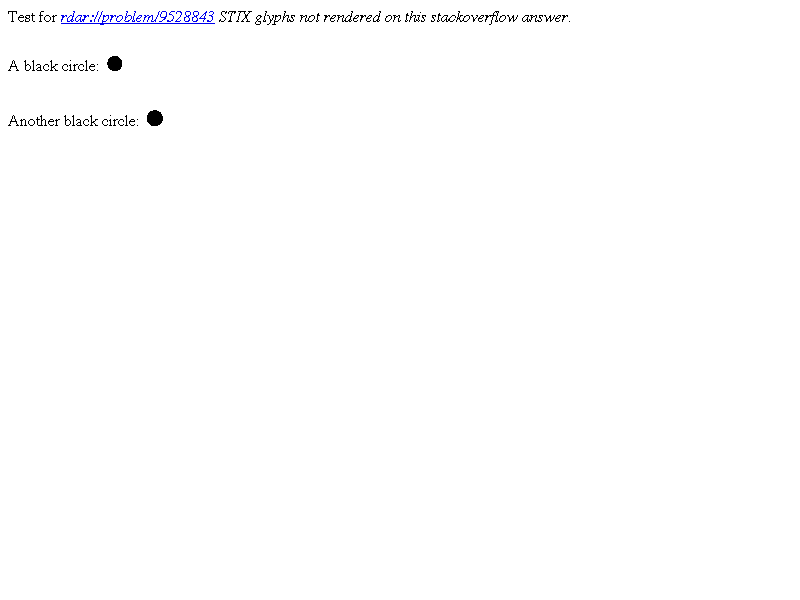 Test for rdar://problem/9528843 STIX glyphs not rendered on this stackoverflow answer.
A black circle: ●
Another black circle: ●